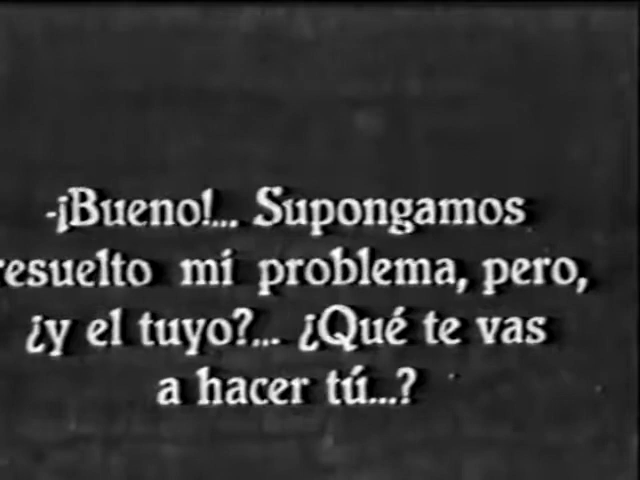 -¡Bueno!... Supongamos
resuelto mi problema, pero,
¿y el tuyo?... ¿Qué te vas
a hacer tú...?